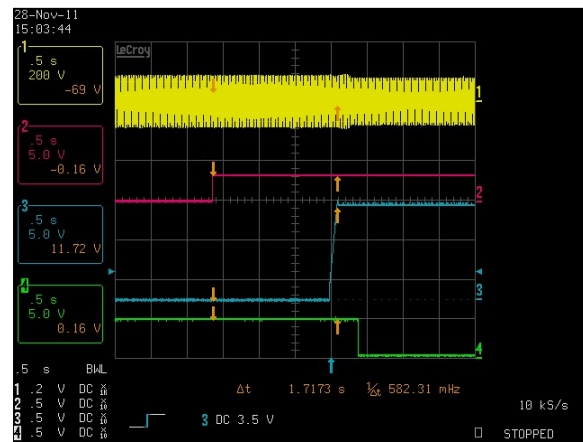 28-Nov-11
15:03:44
LeCroy
1
.5 s
200 V
-69 V
1
2
.5 s
5.0 V
-0.16 V
2
3
.5 s
5.0 V
11.72 V
3
4
.5 s
5.0 V
0.16 V
4
.5 s BWL
1 .2 V DC
2 .5 V DC
3 .5 V DC
4 .5 V DC
Δt 1.7173 s 1/Δt 582.31 mHz
3 DC 3.5 V
10 kS/s
STOPPED